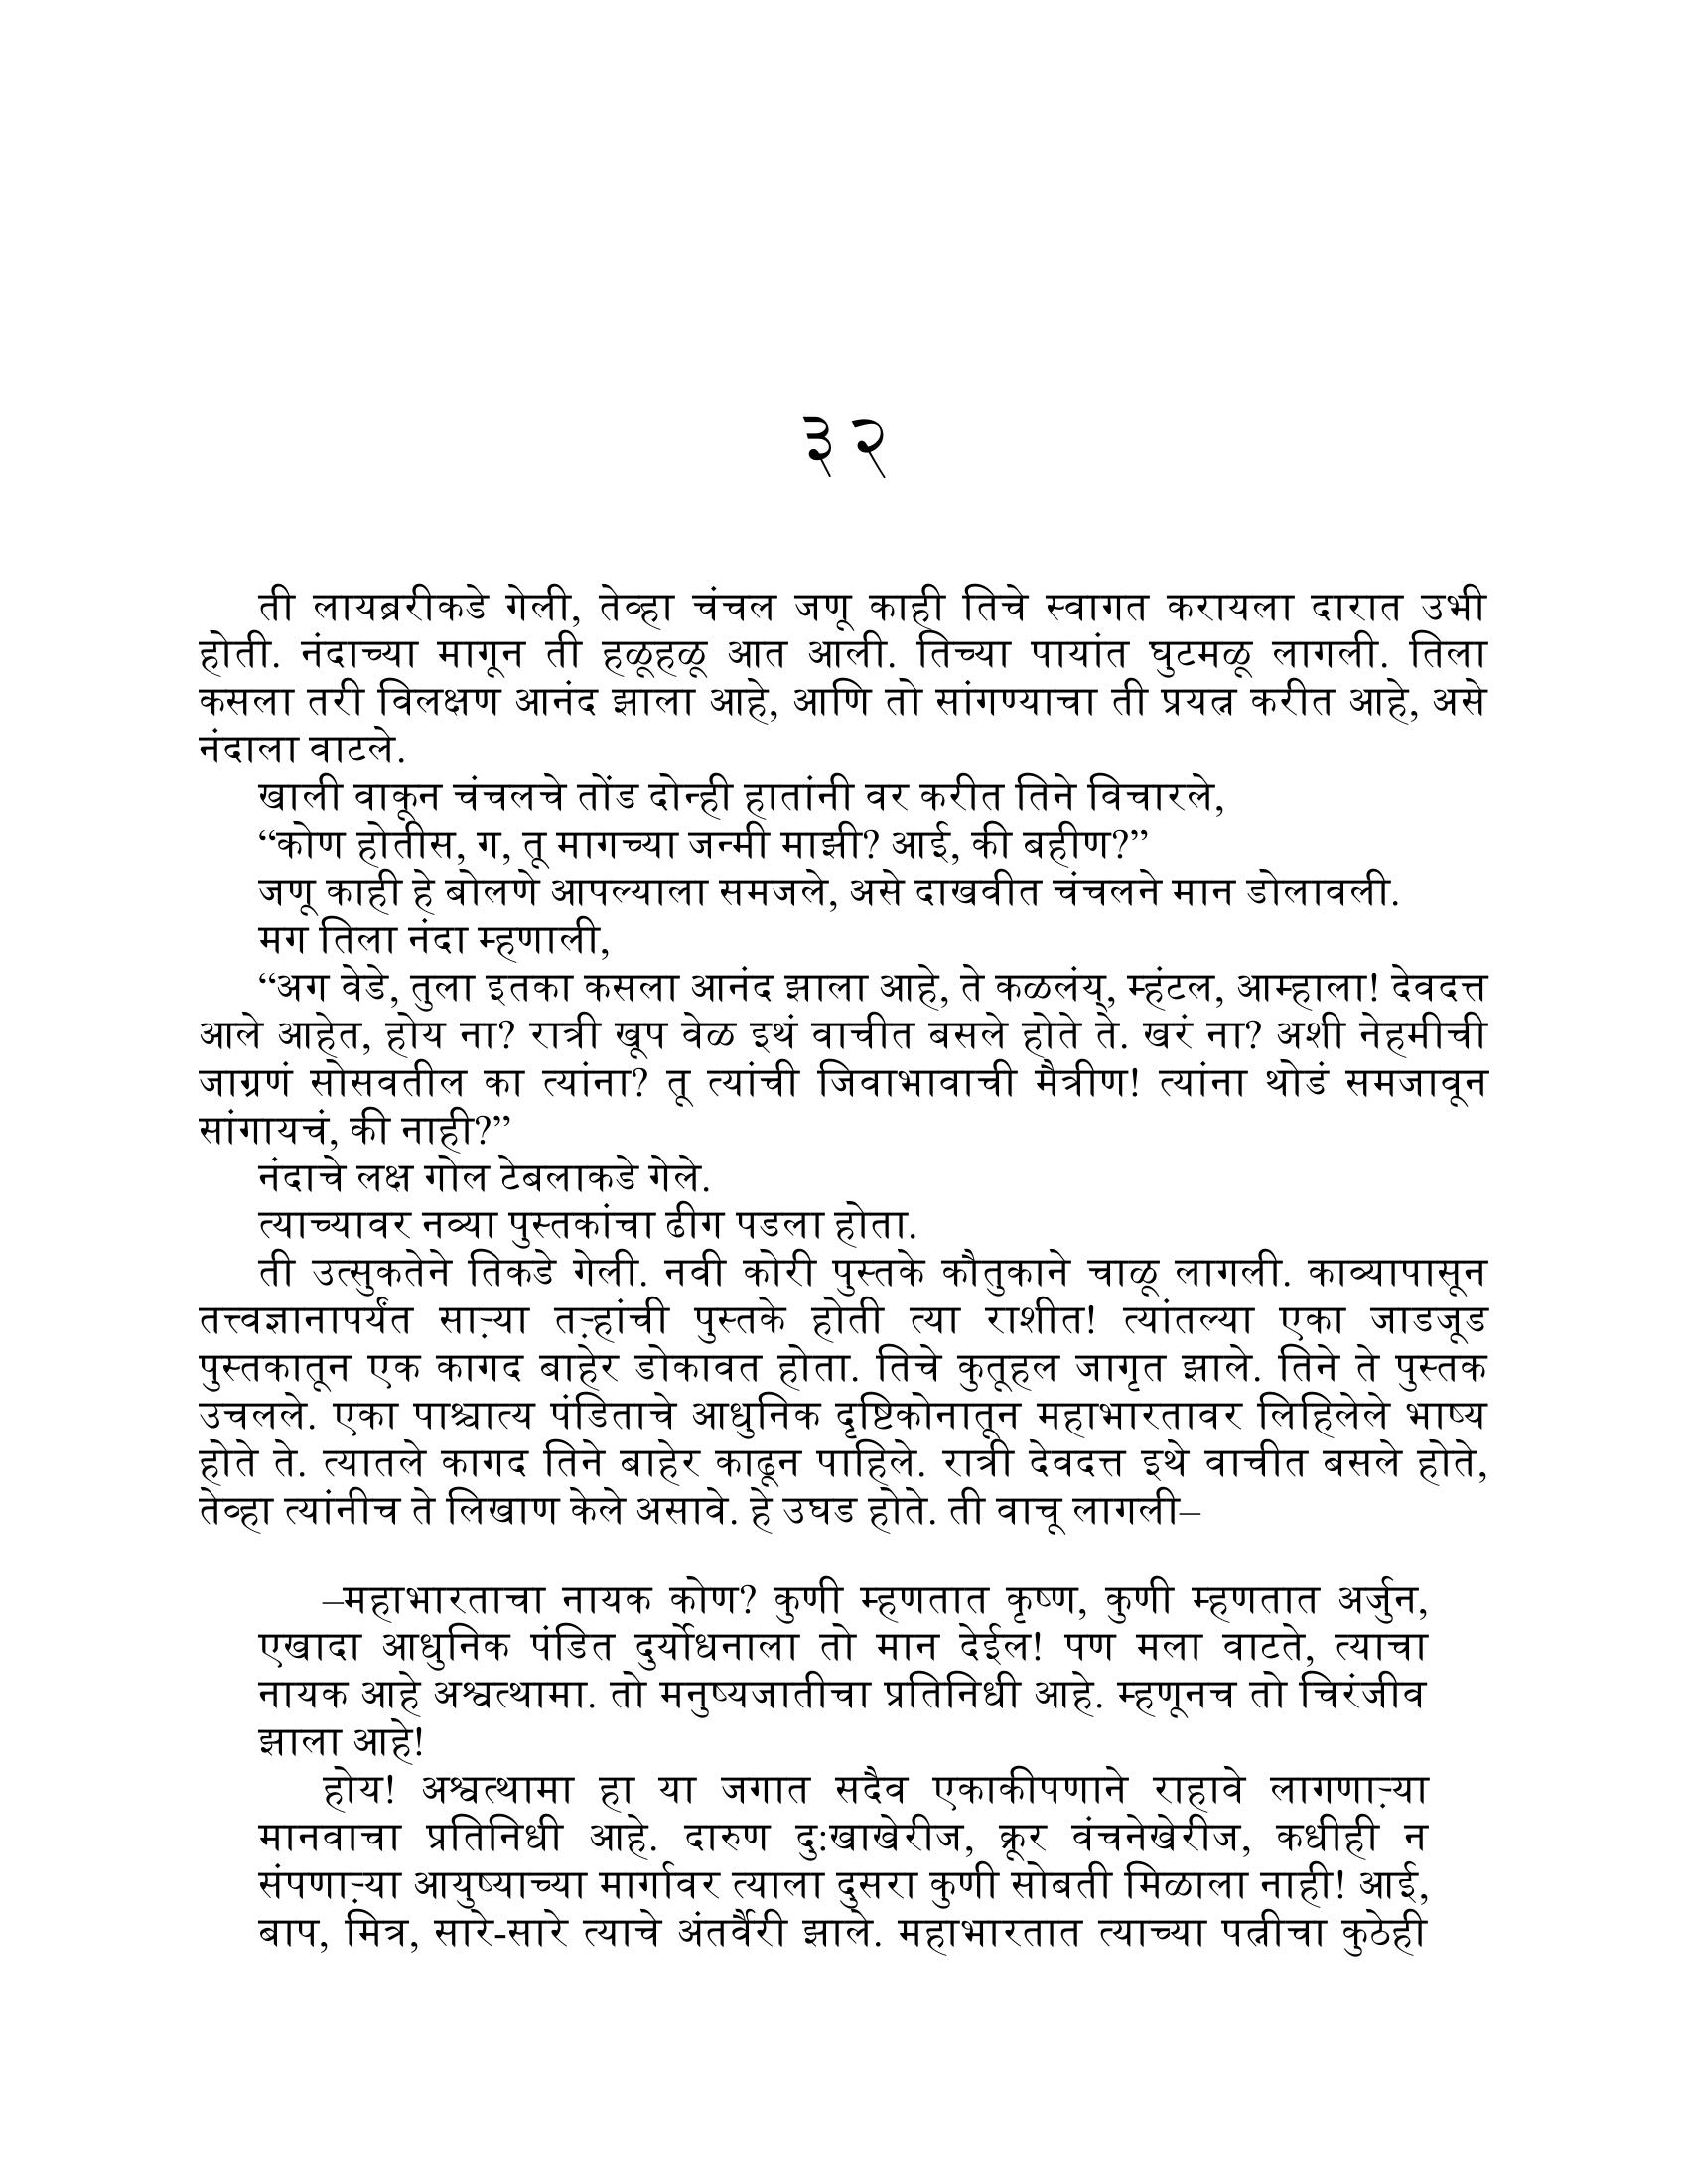 ३२
ती लायब्ररीकडे गेली, तेव्हा चंचल जणू काही तिचे स्वागत करायला दारात उभी
होती. नंदाच्या मागून ती हळूहळू आत आली. तिच्या पायांत घुटमळू लागली. तिला
कसला तरी विलक्षण आनंद झाला आहे, आणि तो सांगण्याचा ती प्रयत्न करीत आहे, असे
नंदाला वाटले.
खाली वाकून चंचलचे तोंड दोन्ही हातांनी वर करीत तिने विचारले,
“कोण होतीस, ग, तू मागच्या जन्मी माझी? आई, की बहीण?”
जणू काही हे बोलणे आपल्याला समजले, असे दाखवीत चंचलने मान डोलावली.
मग तिला नंदा म्हणाली,
“अग वेडे, तुला इतका कसला आनंद झाला आहे, ते कळलंय्, म्हंटल, आम्हाला! देवदत्त
आले आहेत, होय ना? रात्री खूप वेळ इथं वाचीत बसले होते ते. खरं ना? अशी नेहमीची
जाग्रणं सोसवतील का त्यांना? तू त्यांची जिवाभावाची मैत्रीण! त्यांना थोडं समजावून
सांगायचं, की नाही?”
नंदाचे लक्ष गोल टेबलाकडे गेले.
त्याच्यावर नव्या पुस्तकांचा ढीग पडला होता.
ती उत्सुकतेने तिकडे गेली. नवी कोरी पुस्तके कौतुकाने चाळू लागली. काव्यापासून
तत्त्वज्ञानापर्यंत साऱ्या तऱ्हांची पुस्तके होती त्या राशीत! त्यांतल्या एका जाडजूड
पुस्तकातून एक कागद बाहेर डोकावत होता. तिचे कुतूहल जागृत झाले. तिने ते पुस्तक
उचलले. एका पाश्चात्य पंडिताचे आधुनिक दृष्टिकोनातून महाभारतावर लिहिलेले भाष्य
होते ते. त्यातले कागद तिने बाहेर काढून पाहिले. रात्री देवदत्त इथे वाचीत बसले होते,
तेव्हा त्यांनीच ते लिखाण केले असावे. हे उघड होते. ती वाचू लागली–
–महाभारताचा नायक कोण? कुणी म्हणतात कृष्ण, कुणी म्हणतात अर्जुन,
एखादा आधुनिक पंडित दुर्योधनाला तो मान देईल! पण मला वाटते, त्याचा
नायक आहे अश्वत्थामा. तो मनुष्यजातीचा प्रतिनिधी आहे. म्हणूनच तो चिरंजीव
झाला आहे!
होय! अश्वत्थामा हा या जगात सदैव एकाकीपणाने राहावे लागणाऱ्या
मानवाचा प्रतिनिधी आहे. दारुण दु:खाखेरीज, क्रूर वंचनेखेरीज, कधीही न
संपणाऱ्या आयुष्याच्या मार्गावर त्याला दुसरा कुणी सोबती मिळाला नाही! आई,
बाप, मित्र, सारे-सारे त्याचे अंतर्वैरी झाले. महाभारतात त्याच्या पत्नीचा कुठेही